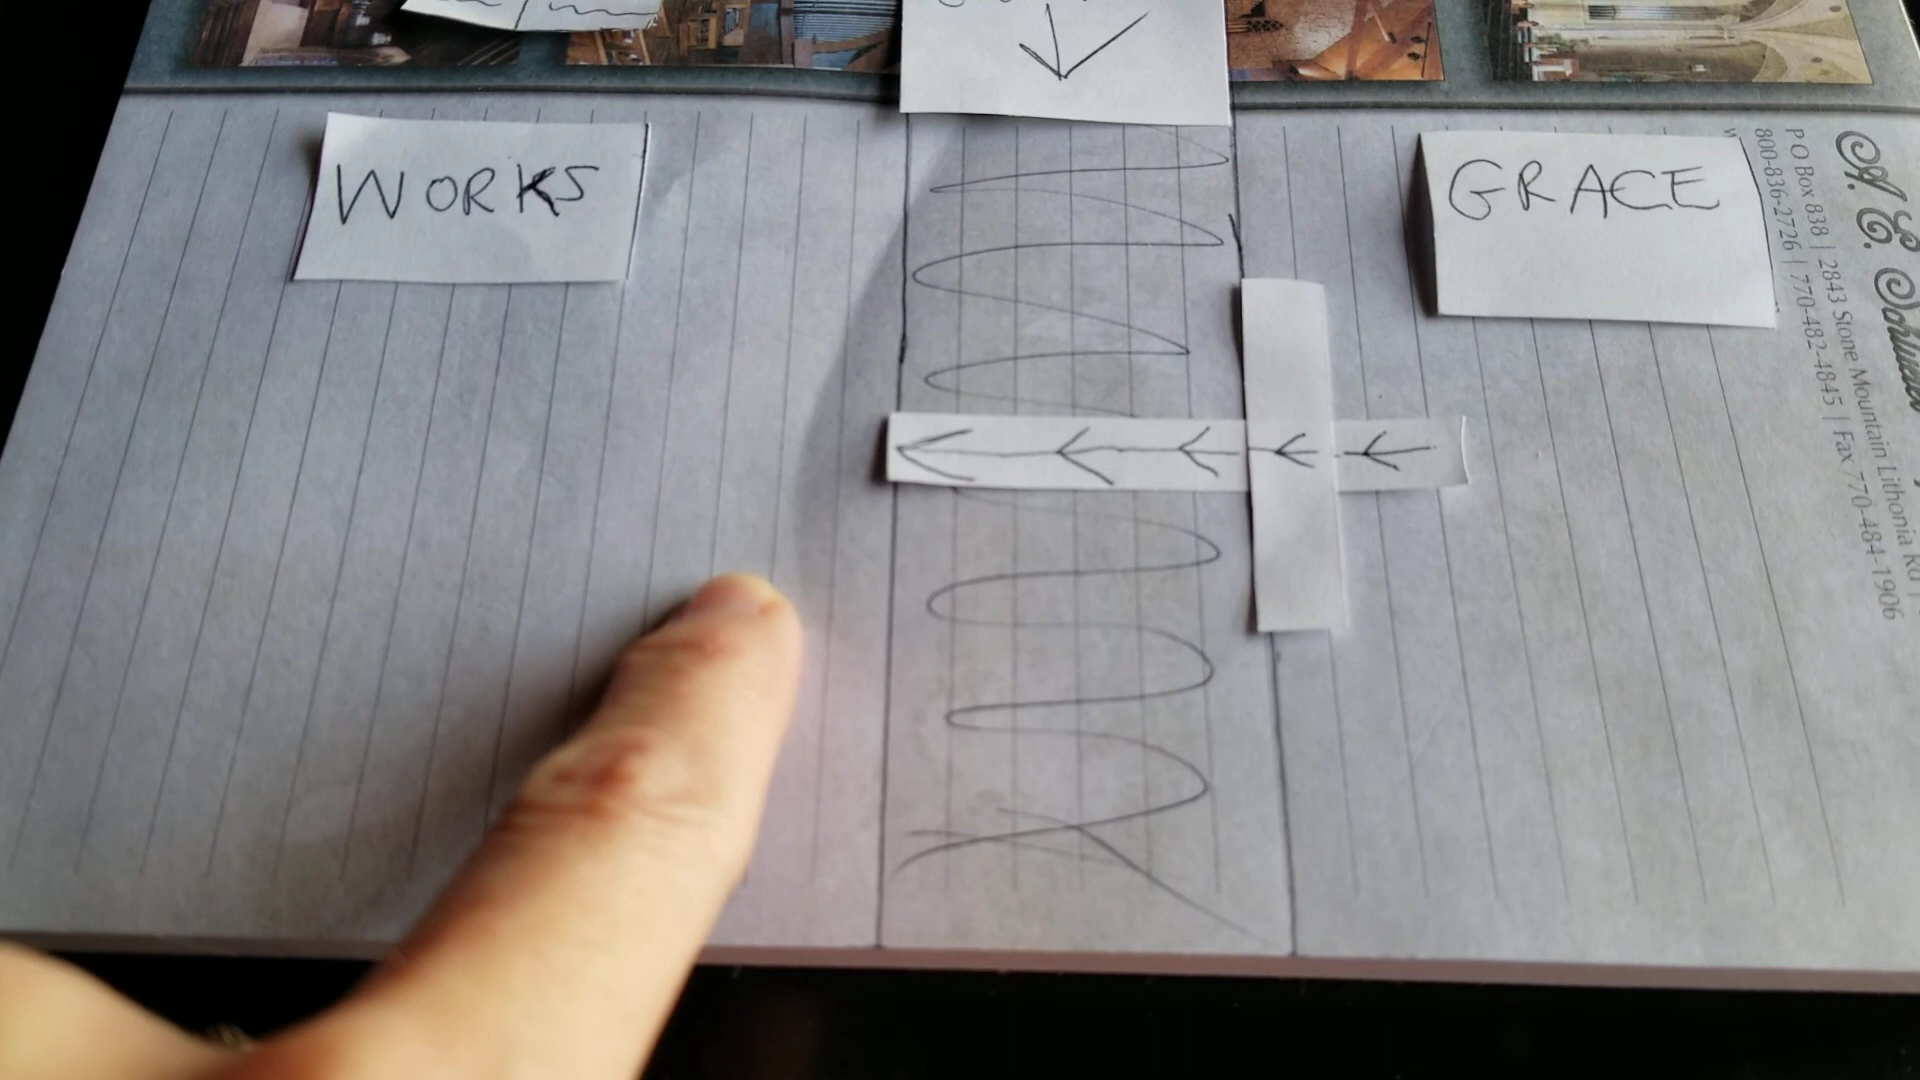 WORKS
GRACE
A. E. Schlueter
P O Box 838 | 2843 Stone Mountain Lithonia Rd |
800-836-2726 | 770-482-4845 | Fax 770-484-1906